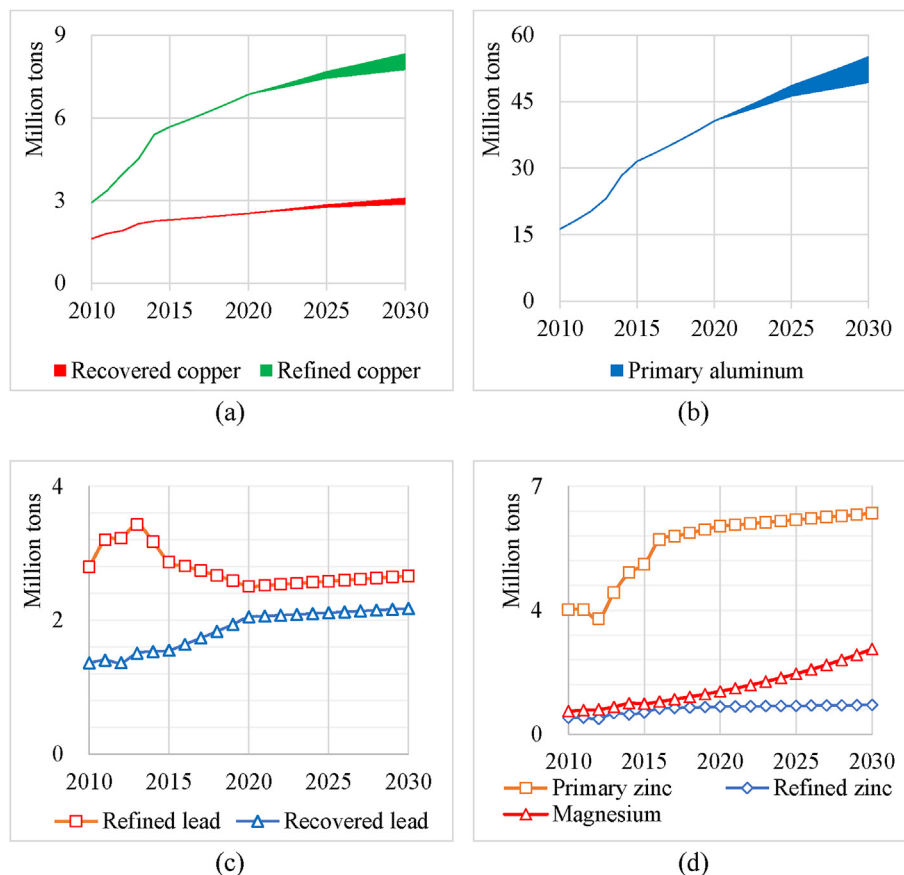 Million tons
9
6
3
0
2010 2015 2020 2025 2030
Recovered copper Refined copper
(a)
Million tons
60
45
30
15
0
2010 2015 2020 2025 2030
Primary aluminum
(b)
Million tons
4
2
0
2010 2015 2020 2025 2030
Refined lead Recovered lead
(c)
Million tons
7
4
0
2010 2015 2020 2025 2030
Primary zinc Refined zinc
Magnesium
(d)